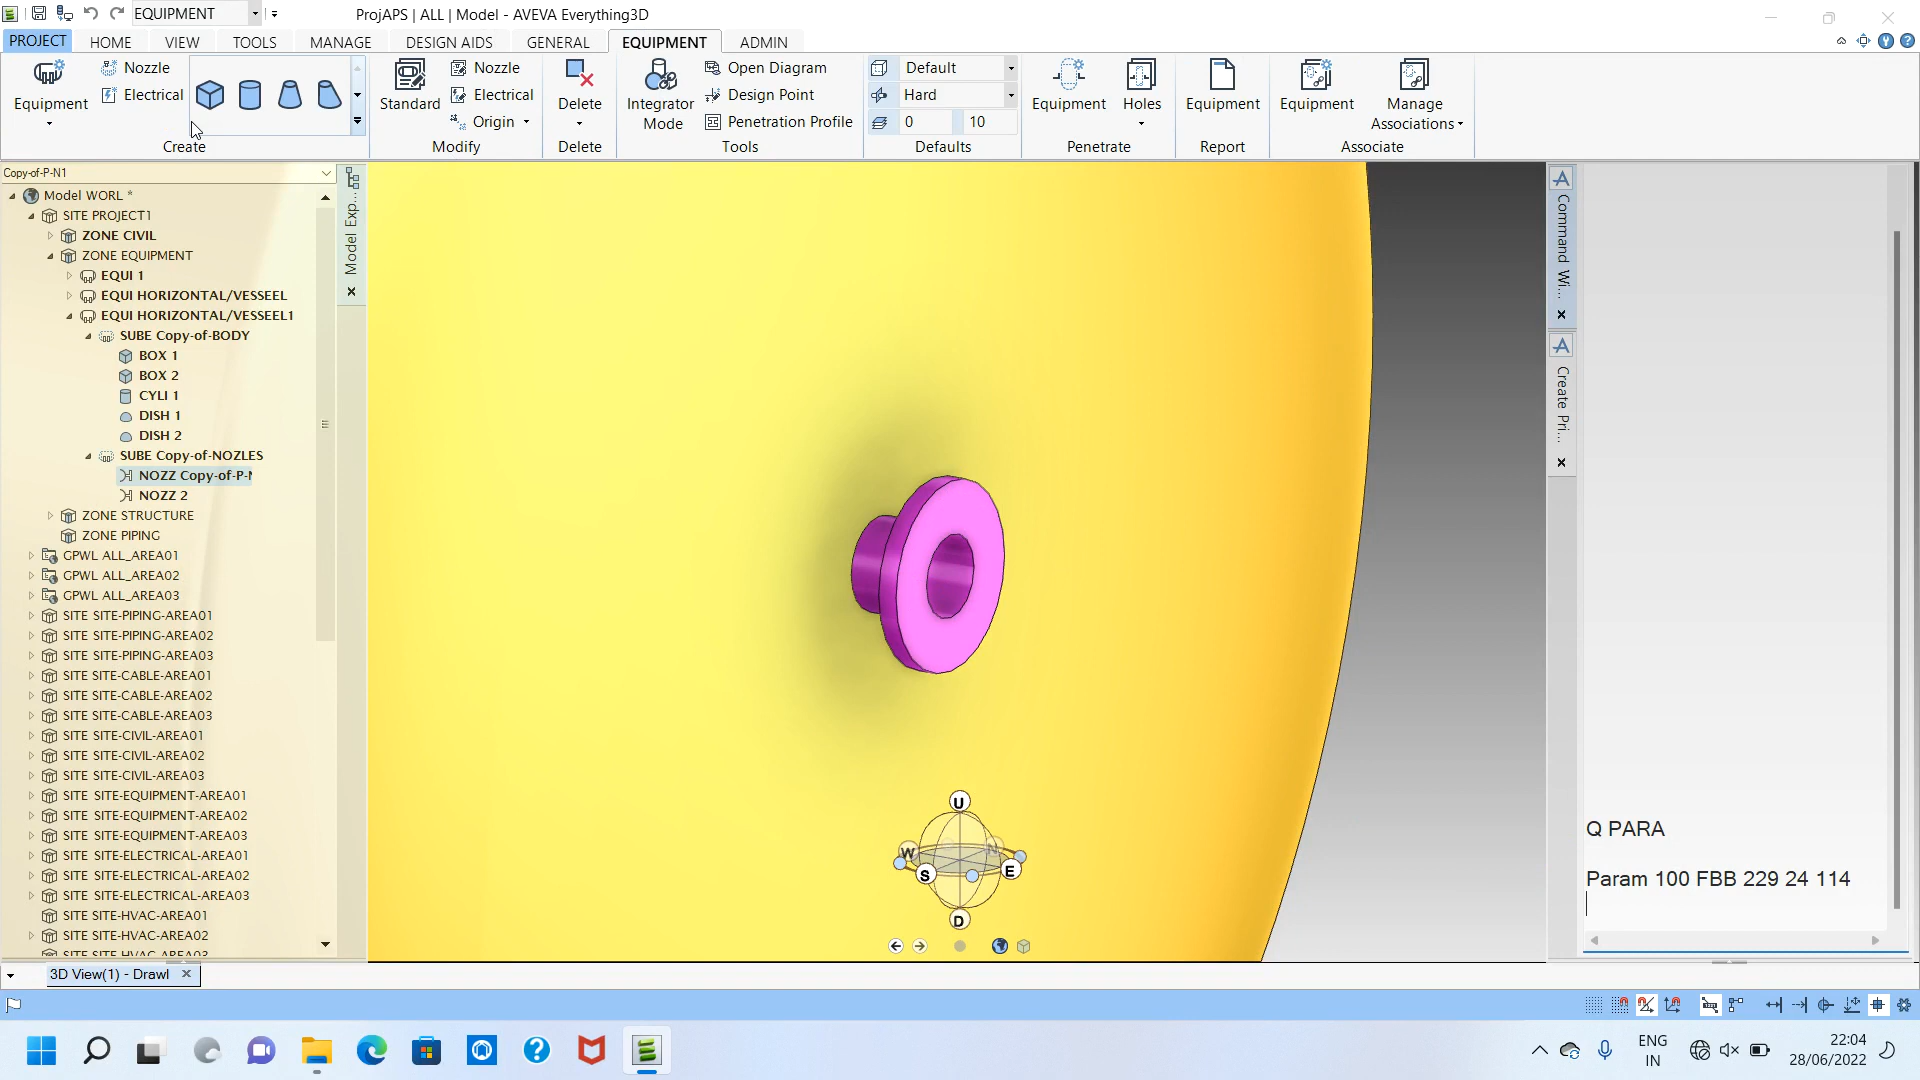 EQUIPMENT
ProjAPS | ALL | Model - AVEVA Everything3D
PROJECT HOME VIEW TOOLS MANAGE DESIGN AIDS GENERAL EQUIPMENT ADMIN
Equipment
Nozzle
Electrical
Create
Standard
Nozzle
Electrical
Origin
Modify
Delete
Delete
Integrator
Mode
Open Diagram
Design Point
Penetration Profile
Tools
Default
Hard
0 10
Defaults
Equipment
Holes
Penetrate
Equipment
Report
Equipment
Manage
Associations
Associate
Copy-of-P-N1
Model WORL *
SITE PROJECT1
ZONE CIVIL
ZONE EQUIPMENT
EQUI 1
EQUI HORIZONTAL/VESSEEL
EQUI HORIZONTAL/VESSEEL1
SUBE Copy-of-BODY
BOX 1
BOX 2
CYLI 1
DISH 1
DISH 2
SUBE Copy-of-NOZLES
NOZZ Copy-of-P-N
NOZZ 2
ZONE STRUCTURE
ZONE PIPING
GPWL ALL_AREA01
GPWL ALL_AREA02
GPWL ALL_AREA03
SITE SITE-PIPING-AREA01
SITE SITE-PIPING-AREA02
SITE SITE-PIPING-AREA03
SITE SITE-CABLE-AREA01
SITE SITE-CABLE-AREA02
SITE SITE-CABLE-AREA03
SITE SITE-CIVIL-AREA01
SITE SITE-CIVIL-AREA02
SITE SITE-CIVIL-AREA03
SITE SITE-EQUIPMENT-AREA01
SITE SITE-EQUIPMENT-AREA02
SITE SITE-EQUIPMENT-AREA03
SITE SITE-ELECTRICAL-AREA01
SITE SITE-ELECTRICAL-AREA02
SITE SITE-ELECTRICAL-AREA03
SITE SITE-HVAC-AREA01
SITE SITE-HVAC-AREA02
SITE SITE-HVAC-AREA03
Model Exp...
U
W N
S E
D
Command Wi...
Create Pri...
Q PARA
Param 100 FBB 229 24 114
3D View(1) - Drawl
ENG
IN
22:04
28/06/2022